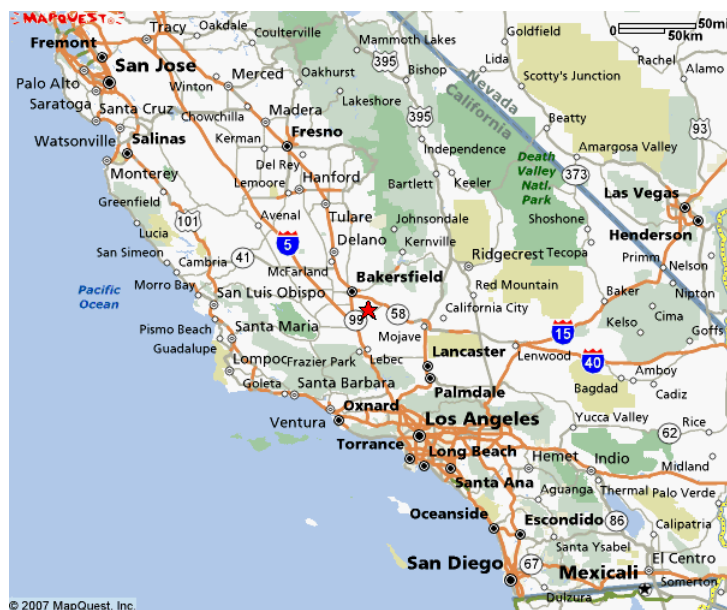 MAPQUEST
50mi
50km
Goldfield
Oakdale
Coulterville
Mammoth Lakes
Tracy
Fremont
395
Bishop
Lida
Rachel
Alamo
San Jose
Merced
Oakhurst
Scotty's Junction
Palo Alto
Winton
Nevada
California
Saratoga
Santa Cruz
Chowchilla
Madera
Lakeshore
395
Beatty
93
Watsonville
Salinas
Kerman
Fresno
Independence
Amargosa Valley
Monterey
Del Rey
Death
Valley
Natl.
Park
373
Lemoore
Hanford
Bartlett
Keeler
Las Vegas
Greenfield
101
Avenal
Tulare
Johnsondale
Shoshone
Henderson
Lucia
5
Delano
Kernville
Ridgecrest
Tecopa
Primm
San Simeon
Cambria
41
McFarland
Nelson
Pacific
Ocean
Morro Bay
Bakersfield
Red Mountain
Baker
Nipton
San Luis Obispo
99
58
California City
Kelso
Cima
Pismo Beach
Santa Maria
Mojave
15
Goffs
Guadalupe
Lebec
Lancaster
Lenwood
40
Lompoc
Frazier Park
Amboy
Goleta
Santa Barbara
Palmdale
Bagdad
Cadiz
Oxnard
Ventura
Los Angeles
Yucca Valley
Rice
62
Torrance
Long Beach
Hemet
Indio
Midland
Santa Ana
Aguanga
Thermal
Palo Verde
Oceanside
Escondido
86
Calipatria
Santa Ysabel
San Diego
67
Mexicali
El Centro
Dulzura
Somerton
© 2007 MapQuest, Inc.